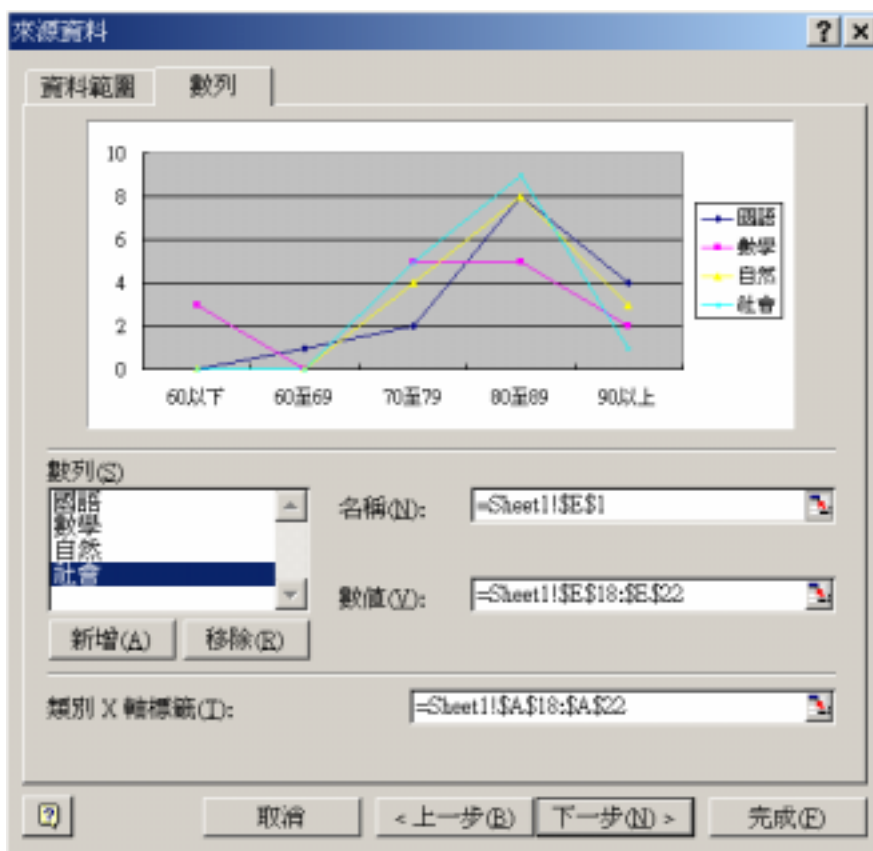 來源資料
資料範圍
數列
10
8
6
4
2
0
60以下 60至69 70至79 80至89 90以上
國語
數學
自然
社會
數列(S)
國語
數學
自然
社會
名稱(N):
=Sheet1!$E$1
數值(V):
=Sheet1!$E$18:$E$22
新增(A) 移除(R)
類別 X 軸標籤(T):
=Sheet1!$A$18:$A$22
取消 < 上一步(B) 下一步(N) > 完成(F)